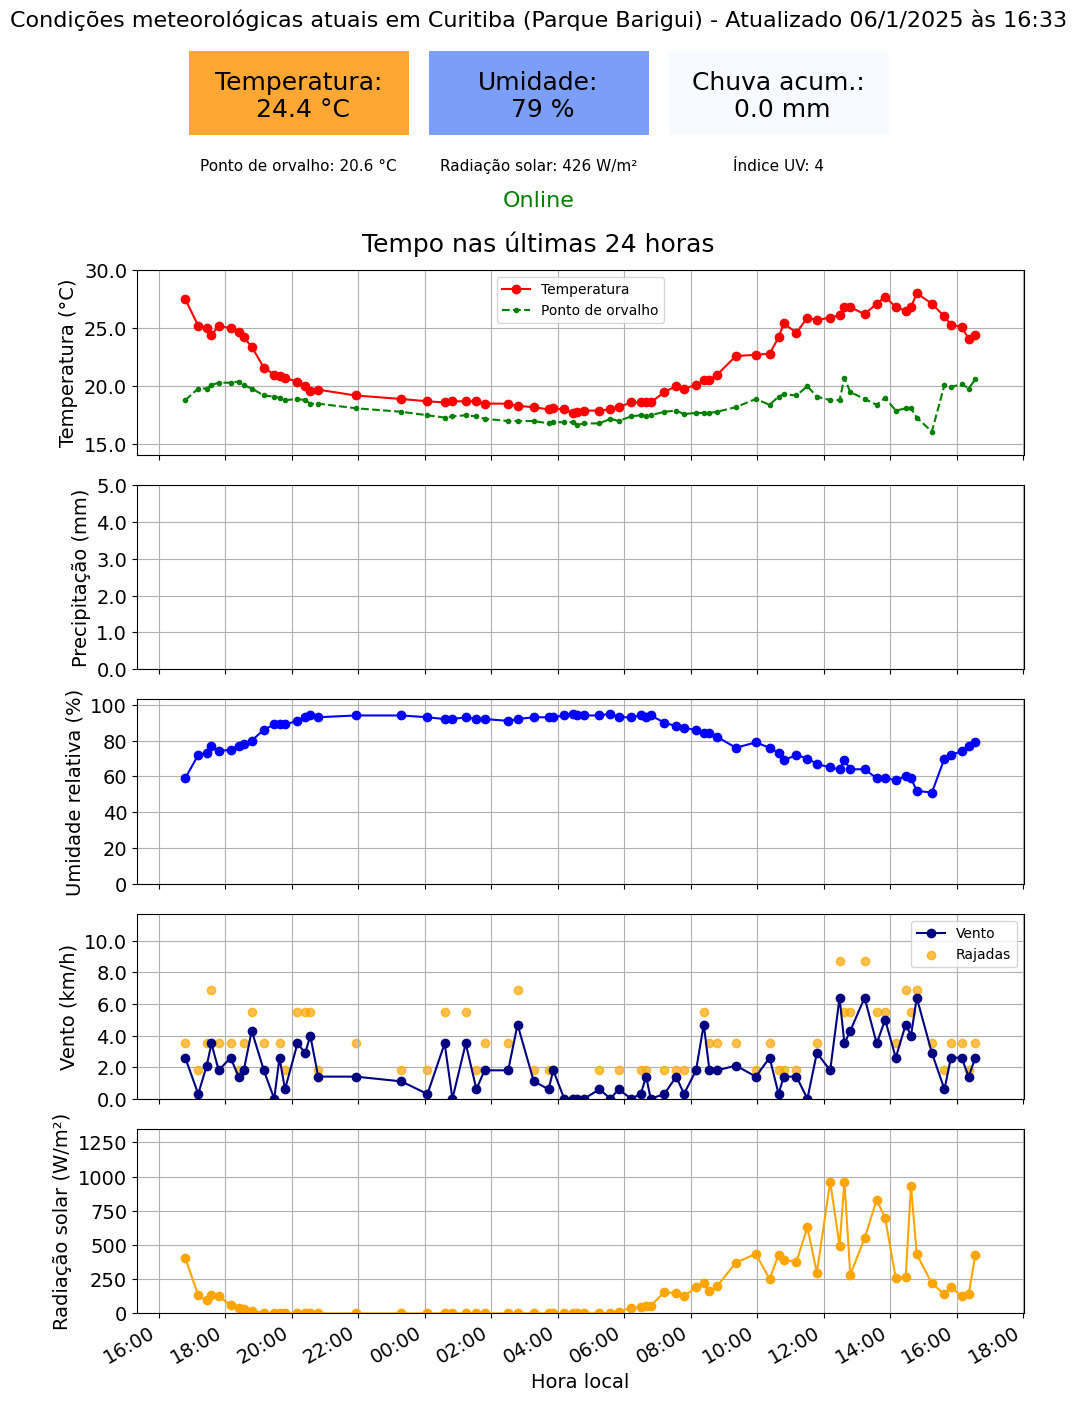 Condições meteorológicas atuais em Curitiba (Parque Barigui) - Atualizado 06/1/2025 às 16:33
Temperatura:
24.4 °C
Umidade:
79 %
Chuva acum.:
0.0 mm
Ponto de orvalho: 20.6 °C
Radiação solar: 426 W/m²
Índice UV: 4
Online
Tempo nas últimas 24 horas
Temperatura (°C)
30.0
25.0
20.0
15.0
Temperatura
Ponto de orvalho
Precipitação (mm)
5.0
4.0
3.0
2.0
1.0
0.0
Umidade relativa (%)
100
80
60
40
20
0
Vento (km/h)
10.0
8.0
6.0
4.0
2.0
0.0
Vento
Rajadas
Radiação solar (W/m²)
1250
1000
750
500
250
0
16:00
18:00
20:00
22:00
00:00
02:00
04:00
06:00
08:00
10:00
12:00
14:00
16:00
18:00
Hora local